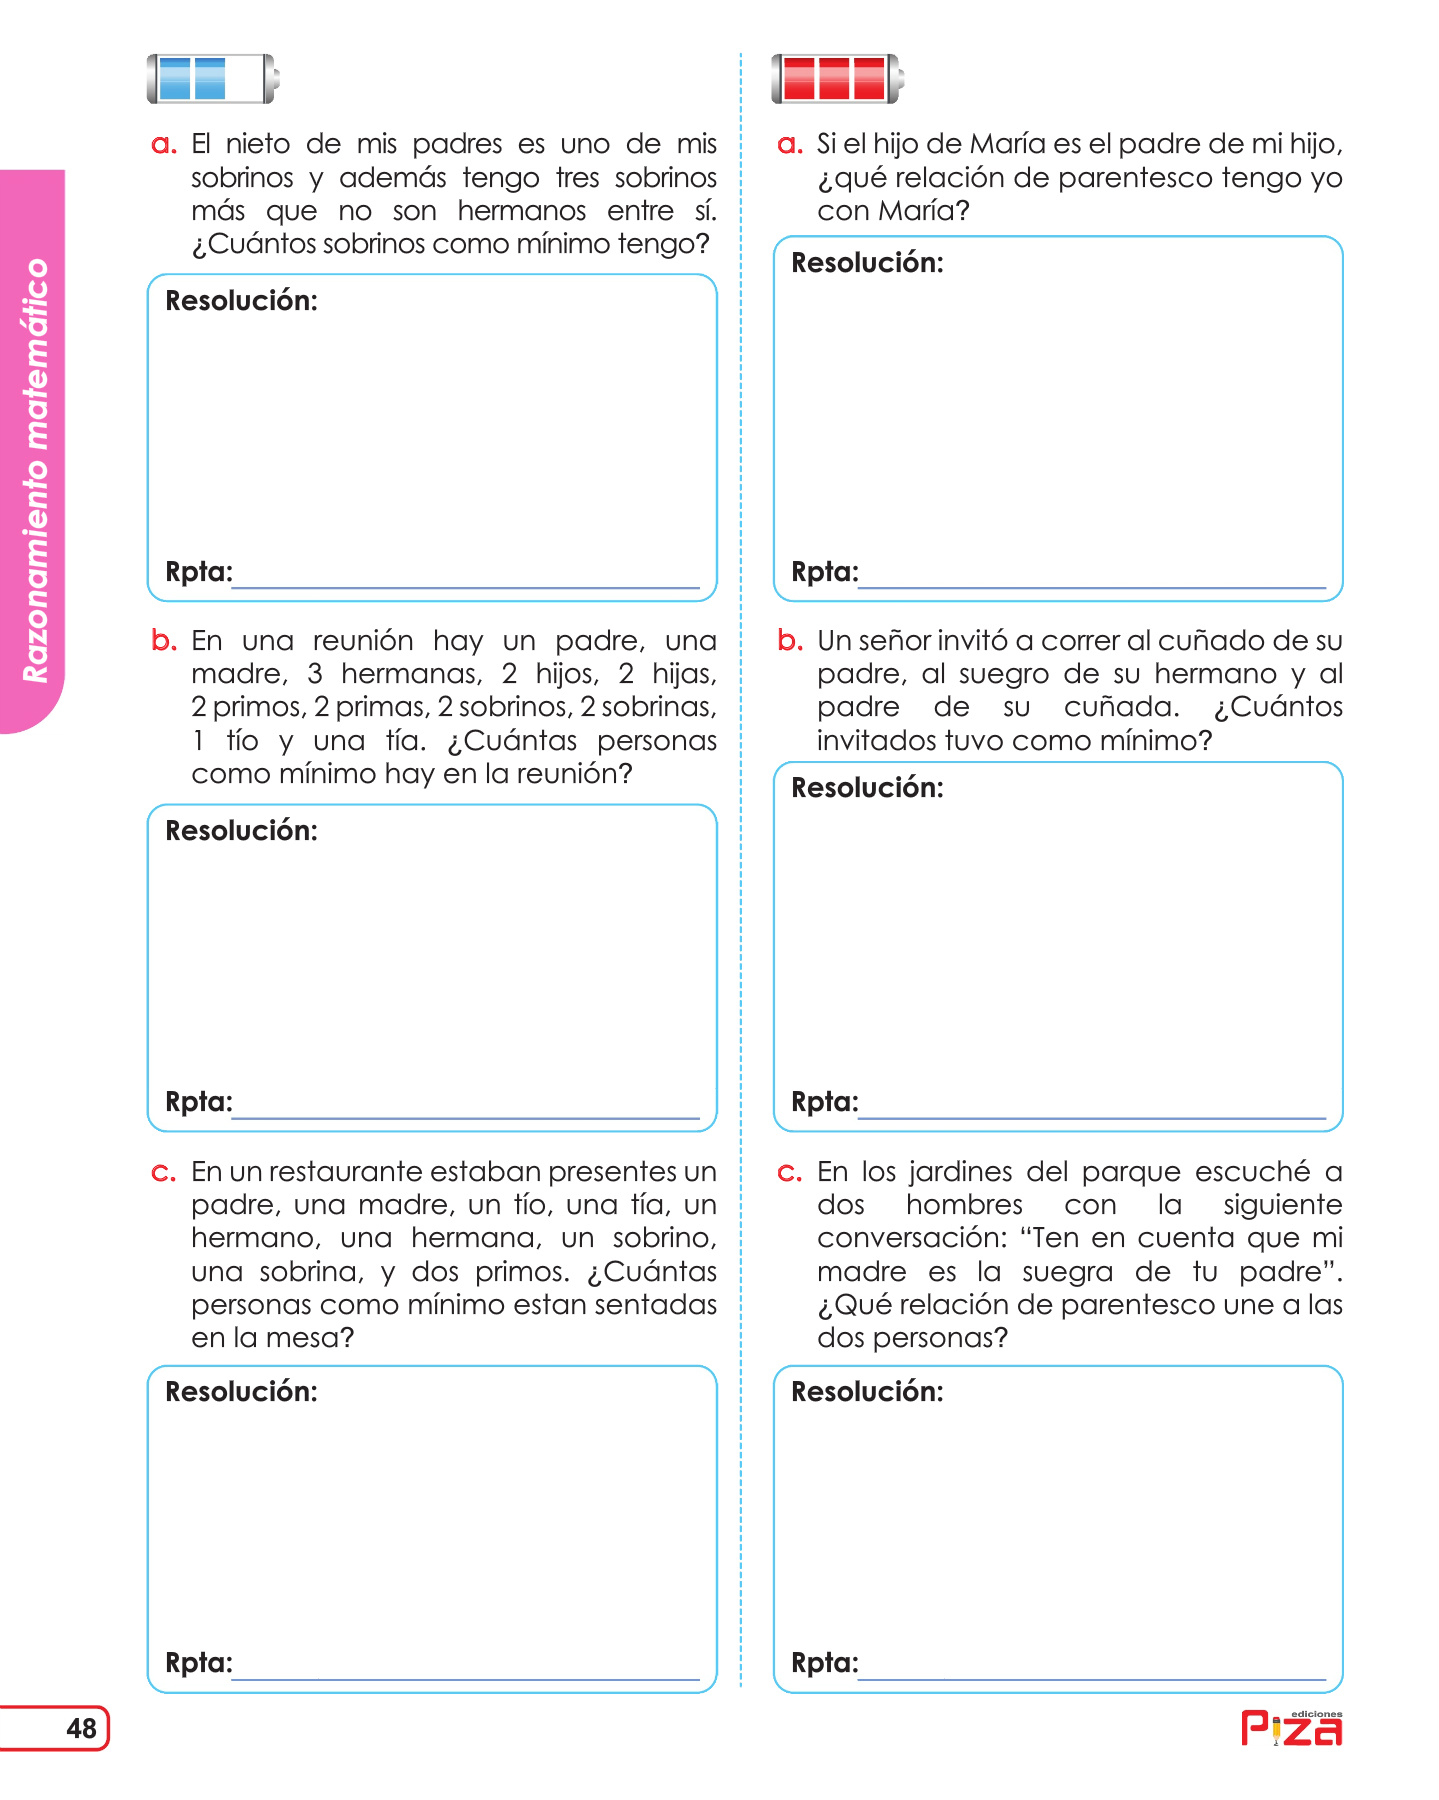 Razonamiento matemático
a. El nieto de mis padres es uno de mis
sobrinos y además tengo tres sobrinos
más que no son hermanos entre sí.
¿Cuántos sobrinos como mínimo tengo?
Resolución:
Rpta:
b. En una reunión hay un padre, una
madre, 3 hermanas, 2 hijos, 2 hijas,
2 primos, 2 primas, 2 sobrinos, 2 sobrinas,
1 tío y una tía. ¿Cuántas personas
como mínimo hay en la reunión?
Resolución:
Rpta:
c. En un restaurante estaban presentes un
padre, una madre, un tío, una tía, un
hermano, una hermana, un sobrino,
una sobrina, y dos primos. ¿Cuántas
personas como mínimo estan sentadas
en la mesa?
Resolución:
Rpta:
a. Si el hijo de María es el padre de mi hijo,
¿qué relación de parentesco tengo yo
con María?
Resolución:
Rpta:
b. Un señor invitó a correr al cuñado de su
padre, al suegro de su hermano y al
padre de su cuñada. ¿Cuántos
invitados tuvo como mínimo?
Resolución:
Rpta:
c. En los jardines del parque escuché a
dos hombres con la siguiente
conversación: “Ten en cuenta que mi
madre es la suegra de tu padre”.
¿Qué relación de parentesco une a las
dos personas?
Resolución:
Rpta:
48
ediciones
Piza